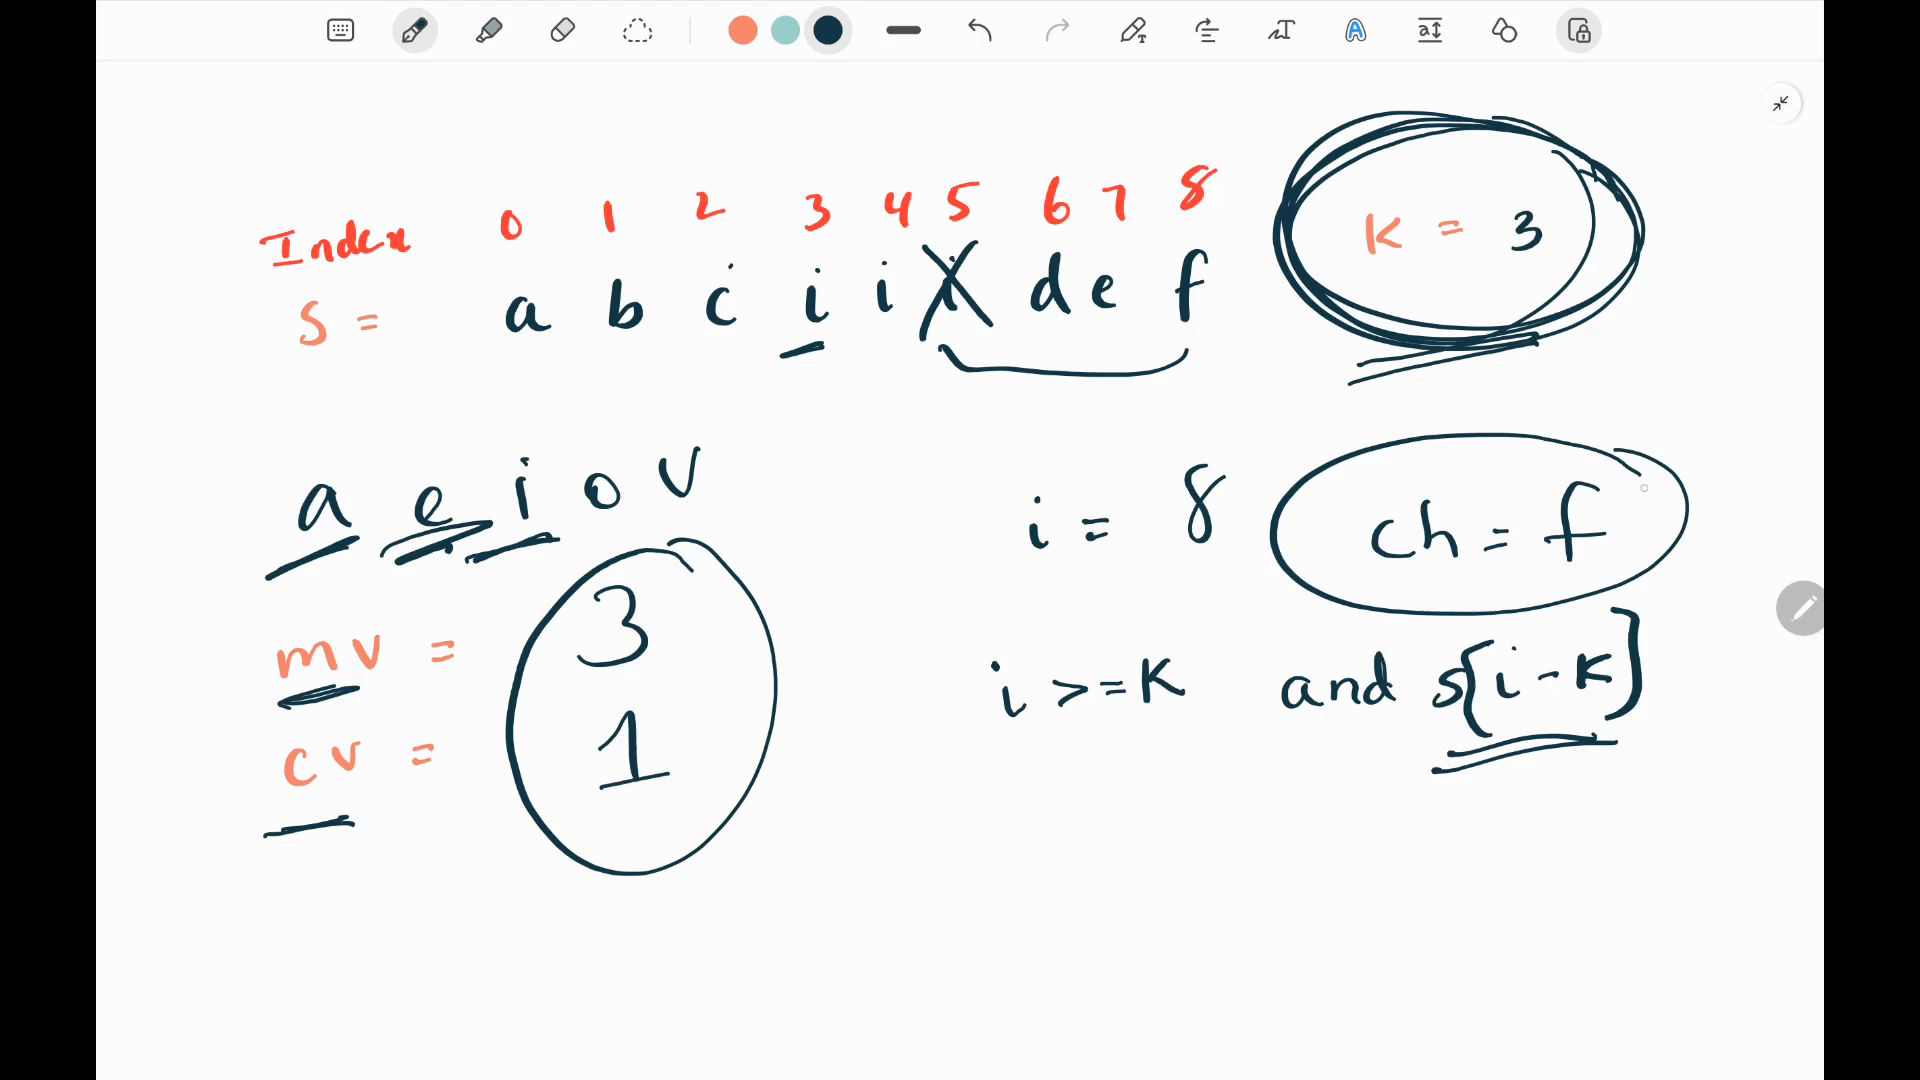 Index 0 1 2 3 4 5 6 7 8
S = a b c i i i d e f
K = 3
a e i o v
i = 8
ch = f
mv = 3
cv = 1
i >= K and s[i-K]